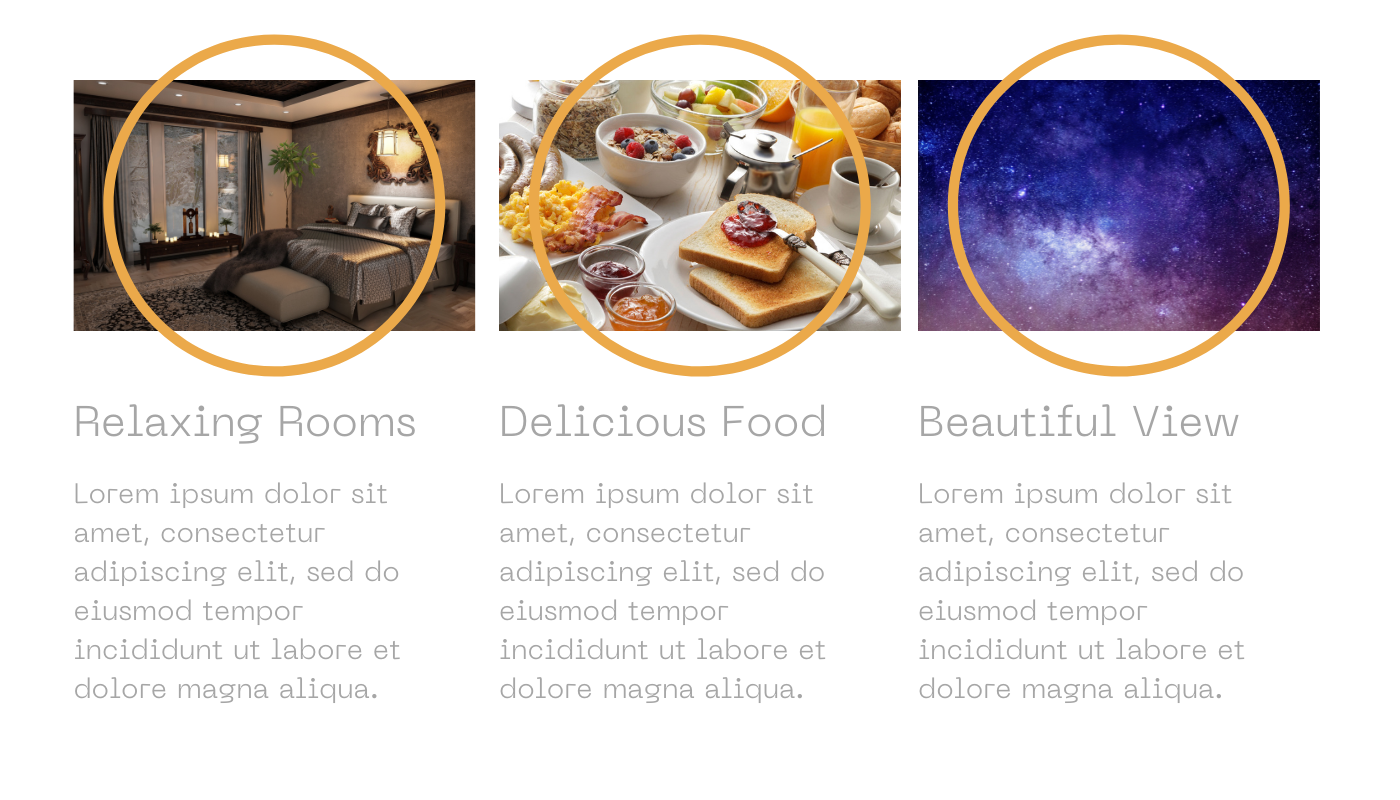 Relaxing Rooms
Lorem ipsum dolor sit
amet, consectetur
adipiscing elit, sed do
eiusmod tempor
incididunt ut labore et
dolore magna aliqua.
Delicious Food
Lorem ipsum dolor sit
amet, consectetur
adipiscing elit, sed do
eiusmod tempor
incididunt ut labore et
dolore magna aliqua.
Beautiful View
Lorem ipsum dolor sit
amet, consectetur
adipiscing elit, sed do
eiusmod tempor
incididunt ut labore et
dolore magna aliqua.